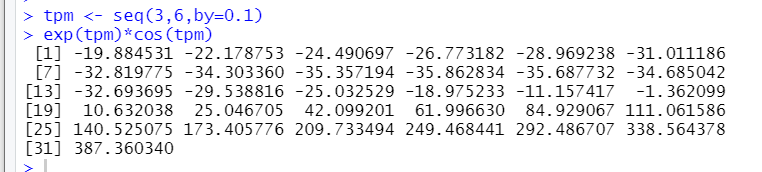 > tpm <- seq(3,6,by=0.1)
> exp(tpm)*cos(tpm)
[1] -19.884531 -22.178753 -24.490697 -26.773182 -28.969238 -31.011186
[7] -32.819775 -34.303360 -35.357194 -35.862834 -35.687732 -34.685042
[13] -32.693695 -29.538816 -25.032529 -18.975233 -11.157417 -1.362099
[19] 10.632038 25.046705 42.099201 61.996630 84.929067 111.061586
[25] 140.525075 173.405776 209.733494 249.468441 292.486707 338.564378
[31] 387.360340
>